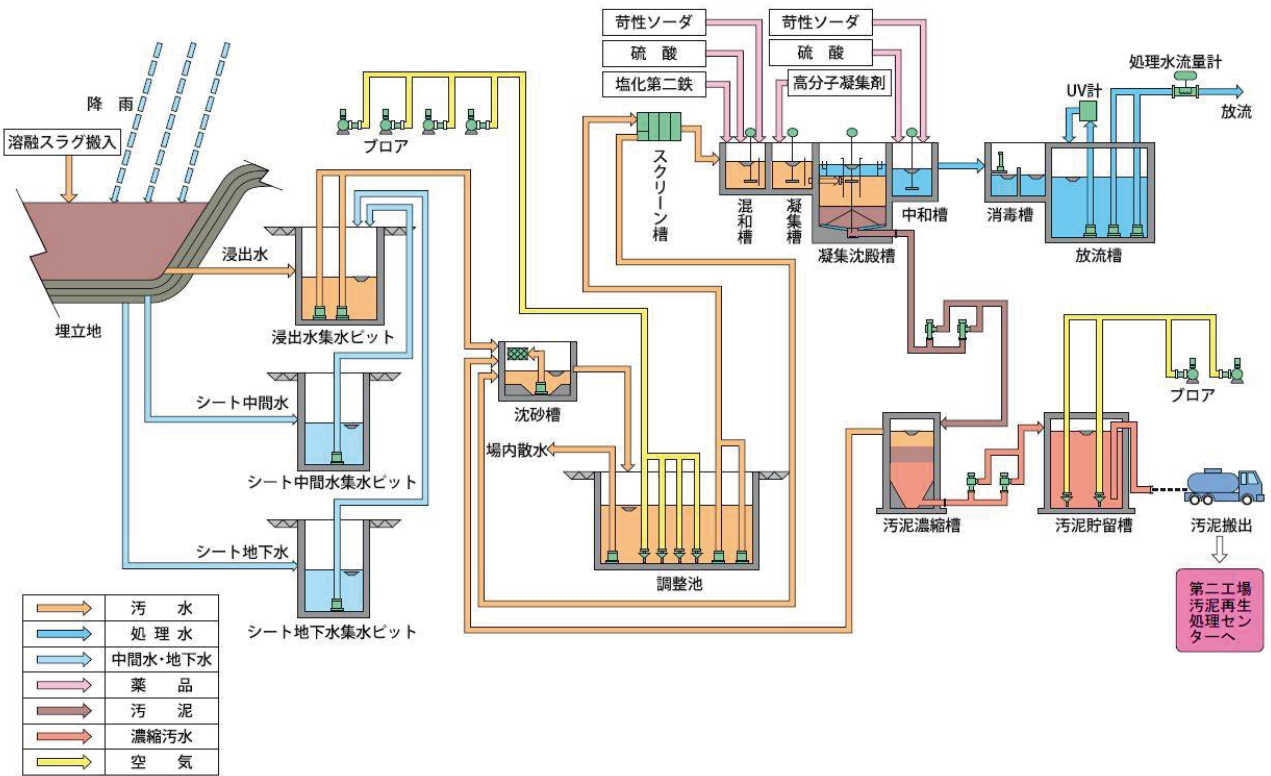 苛性ソーダ
硫　酸
塩化第二鉄
苛性ソーダ
硫　酸
高分子凝集剤
処理水流量計
UV計
放流
降　雨
溶融スラグ搬入
ブロア
スクリーン槽
混和槽
凝集槽
凝集沈殿槽
中和槽
消毒槽
放流槽
浸出水
埋立地
浸出水集水ピット
シート中間水
シート中間水集水ピット
シート地下水
シート地下水集水ピット
沈砂槽
場内散水
調整池
ブロア
汚泥濃縮槽
汚泥貯留槽
汚泥搬出
第二工場
汚泥再生
処理セン
ターへ
汚　水
処 理 水
中間水・地下水
薬　品
汚　泥
濃縮汚水
空　気